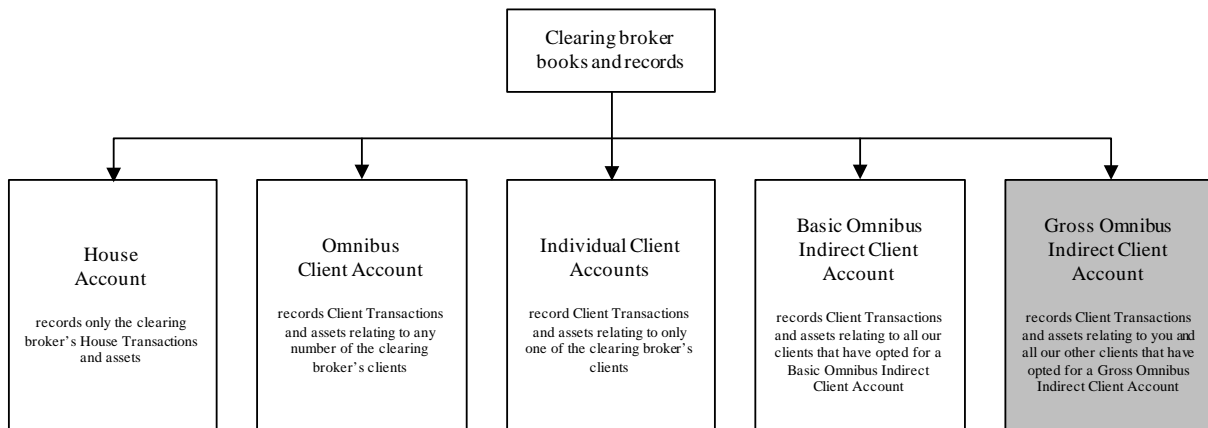 Clearing broker
books and records
House
Account
records only the clearing
broker's House Transactions
and assets
Omnibus
Client Account
records Client Transactions
and assets relating to any
number of the clearing
broker's clients
Individual Client
Accounts
record Client Transactions
and assets relating to only
one of the clearing broker's
clients
Basic Omnibus
Indirect Client
Account
records Client Transactions
and assets relating to all our
clients that have opted for a
Basic Omnibus Indirect
Client Account
Gross Omnibus
Indirect Client
Account
records Client Transactions
and assets relating to you and
all our other clients that have
opted for a Gross Omnibus
Indirect Client Account